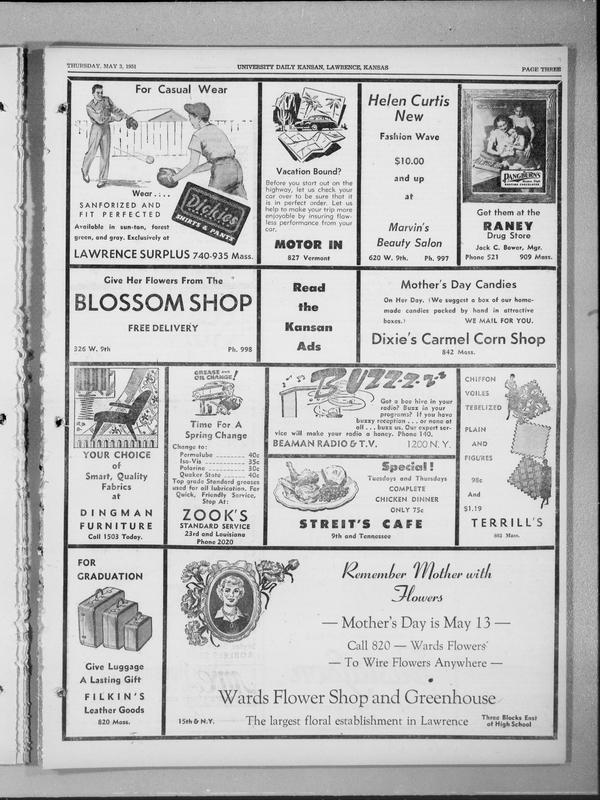 THURSDAY, MAY 3, 1951
UNIVERSITY DAILY KANSAN, LAWRENCE, KANSAS
PAGE THREE
For Casual Wear
Wear . . . .
SANFORIZED AND
FIT PERFECTED
Dickies
SHIRTS & PANTS
Available in sun-tan, forest
green, and gray. Exclusively at
LAWRENCE SURPLUS 740-935 Mass.
Vacation Bound?
Before you start out on the
highway, let us check your
car over to be sure that it
is in perfect order. Let us
help to make your trip more
enjoyable by insuring flaw-
less performance from your
car.
MOTOR IN
827 Vermont
Helen Curtis
New
Fashion Wave
$10.00
and up
at
Marvin's
Beauty Salon
620 W. 9th. Ph. 997
PANGBURN'S
Get them at the
RANEY
Drug Store
Jack C. Bower, Mgr.
Phone 521 909 Mass.
Give Her Flowers From The
BLOSSOM SHOP
FREE DELIVERY
326 W. 9th Ph. 998
Read
the
Kansan
Ads
Mother's Day Candies
On Her Day. (We suggest a box of our home-
made candies packed by hand in attractive
boxes.) WE MAIL FOR YOU.
Dixie's Carmel Corn Shop
842 Mass.
YOUR CHOICE
of
Smart, Quality
Fabrics
at
DINGMAN
FURNITURE
Call 1503 Today.
GREASE AND
OIL CHANGE!
Time For A
Spring Change
Change to:
Permalube 40c
Iso-Vis 35c
Polarine 30c
Quaker State 40c
Top grade Standard greases
used for all lubrication. For
Quick, Friendly Service,
Stop At:
ZOOK'S
STANDARD SERVICE
23rd and Louisiana
Phone 2020
BUZZ-Z-Z-Z
Got a bee hive in your
radio? Buzz in your
programs? If you have
buzzy reception . . . or none at
all . . . buzz us. Our expert ser-
vice will make your radio a honey. Phone 140.
BEAMAN RADIO & T.V. 1200 N.Y.
Special!
Tuesdays and Thursdays
COMPLETE
CHICKEN DINNER
ONLY 75c
STREIT'S CAFE
9th and Tennessee
CHIFFON
VOILES
TEBELIZED
PLAIN
AND
FIGURES
98c
And
$1.19
TERRILL'S
803 Mass.
FOR
GRADUATION
Give Luggage
A Lasting Gift
FILKIN'S
Leather Goods
820 Mass.
Remember Mother with
Flowers
— Mother's Day is May 13 —
Call 820 — Wards Flowers'
— To Wire Flowers Anywhere —
Wards Flower Shop and Greenhouse
15th & N.Y.
The largest floral establishment in Lawrence
Three Blocks East
of High School